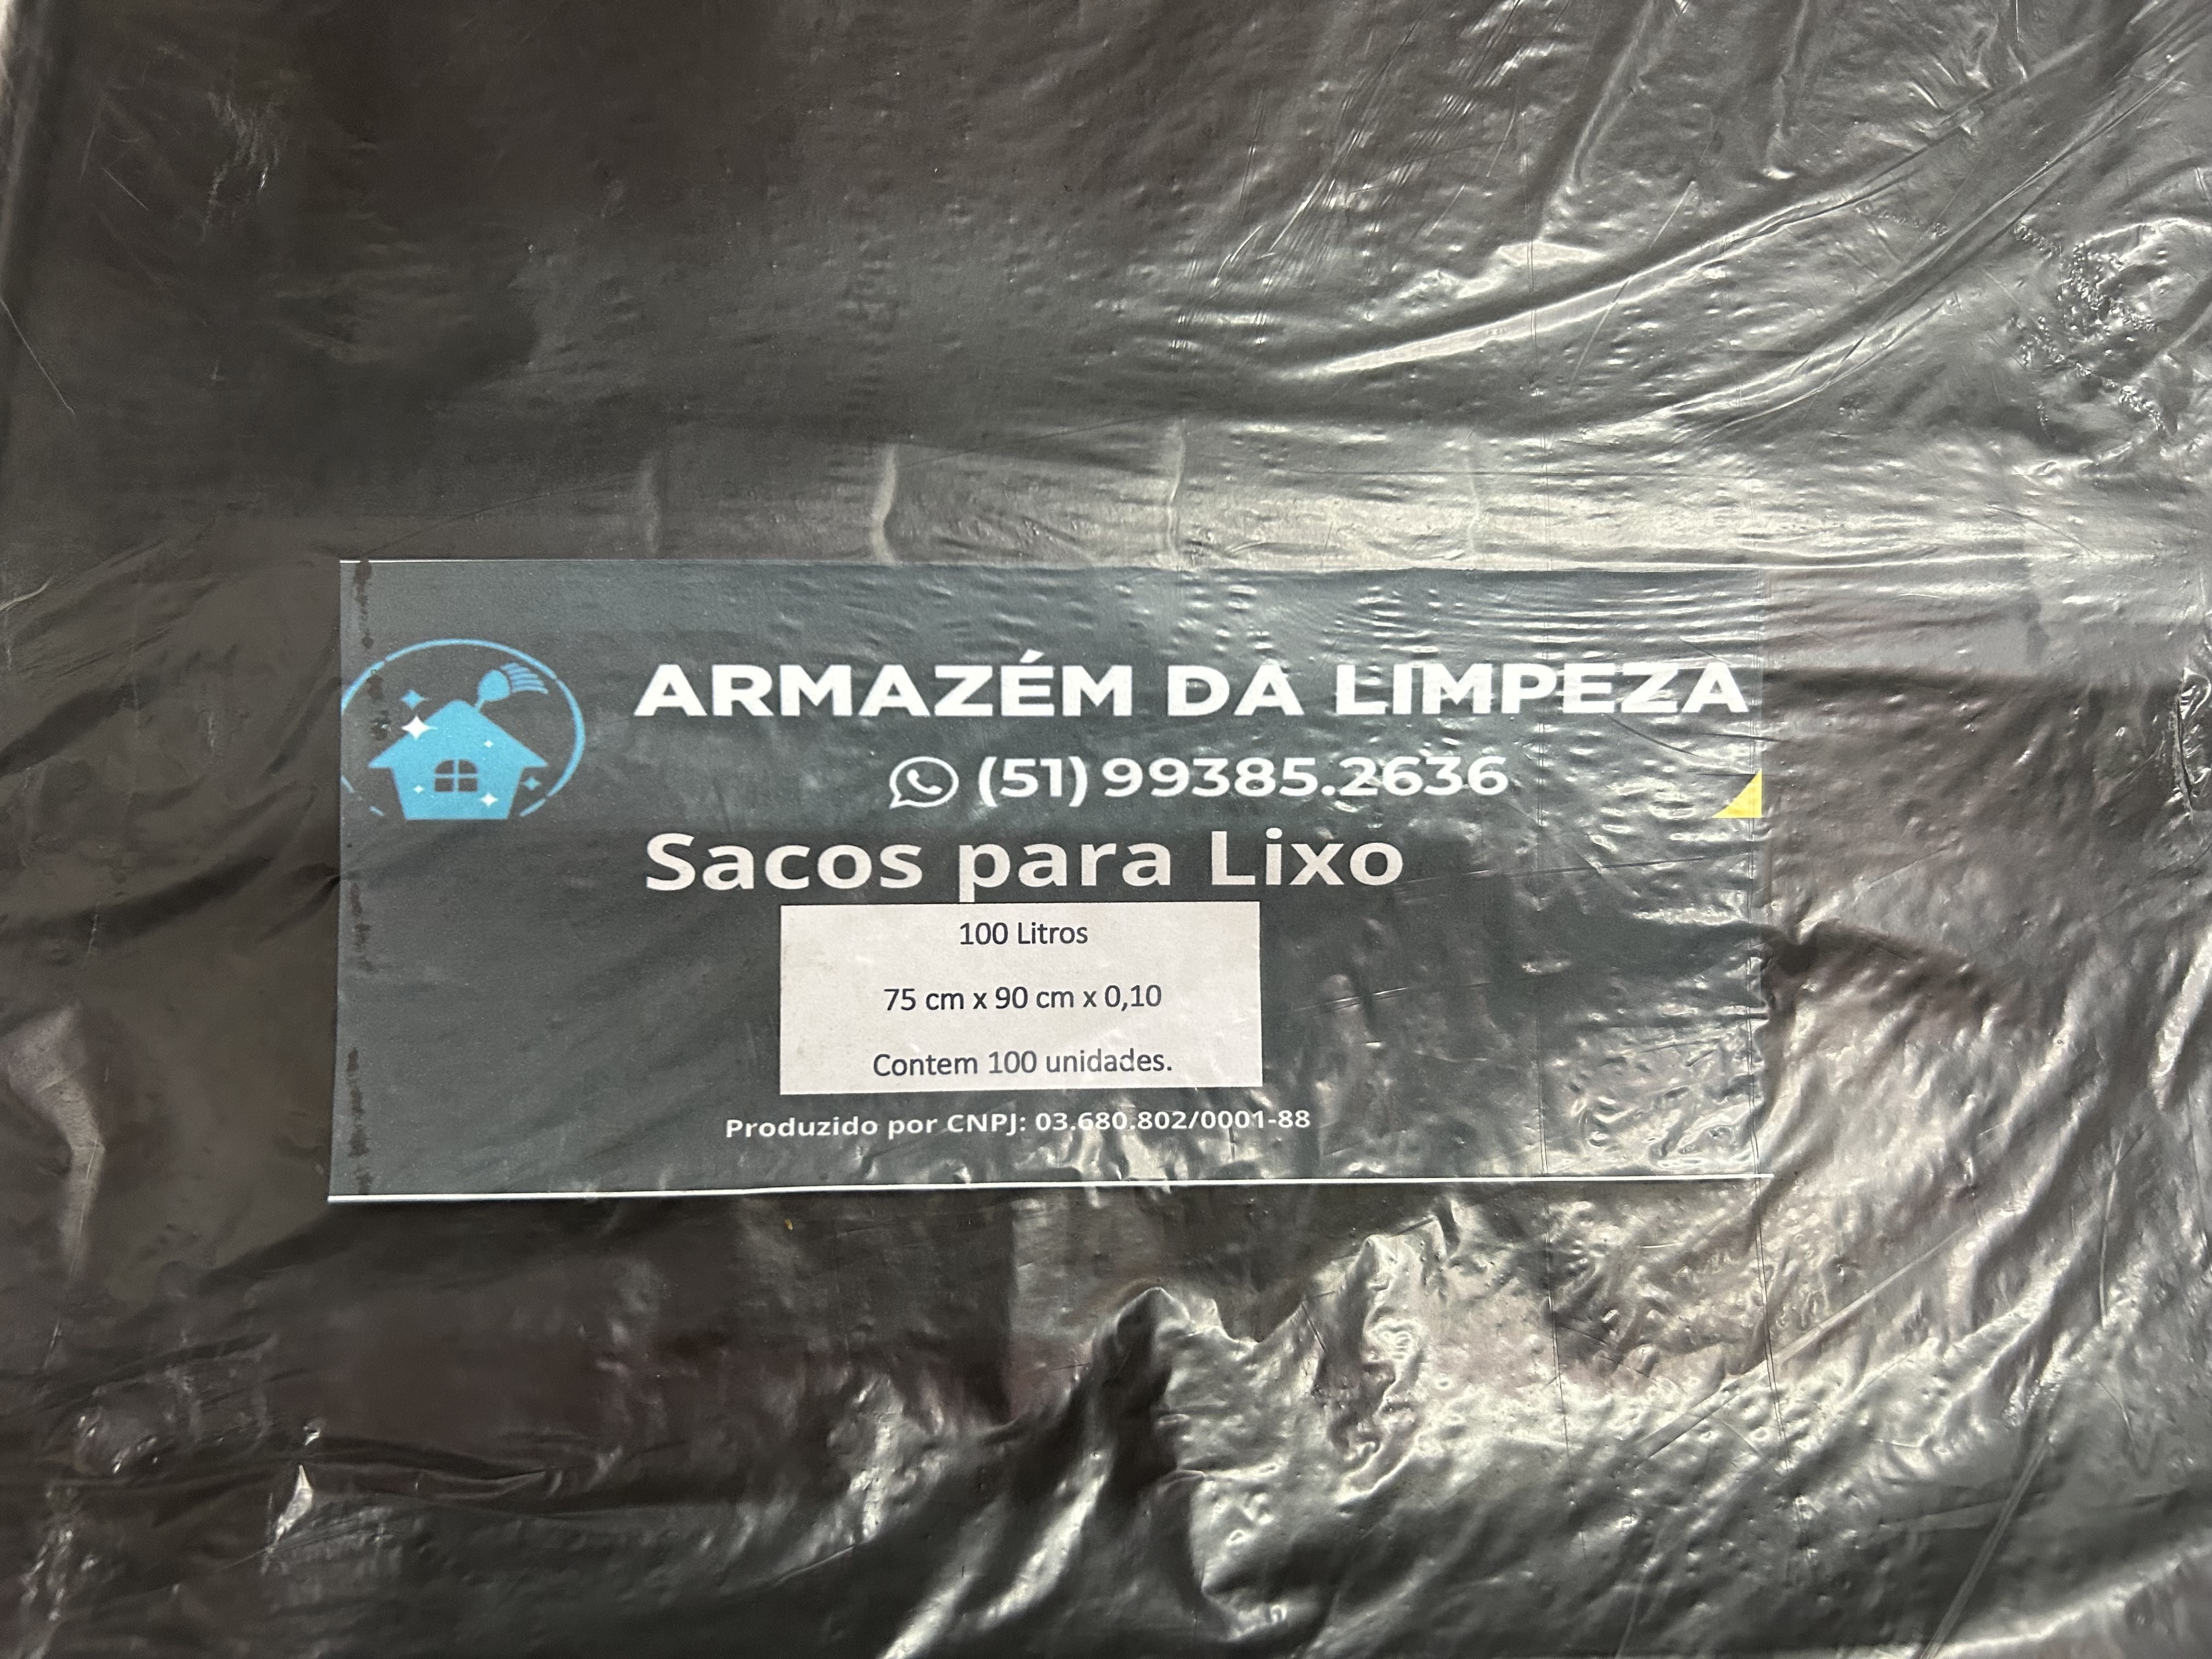 ARMAZÉM DA LIMPEZA
(51) 99385.2636
Sacos para Lixo
100 Litros
75 cm x 90 cm x 0,10
Contem 100 unidades.
Produzido por CNPJ: 03.680.802/0001-88